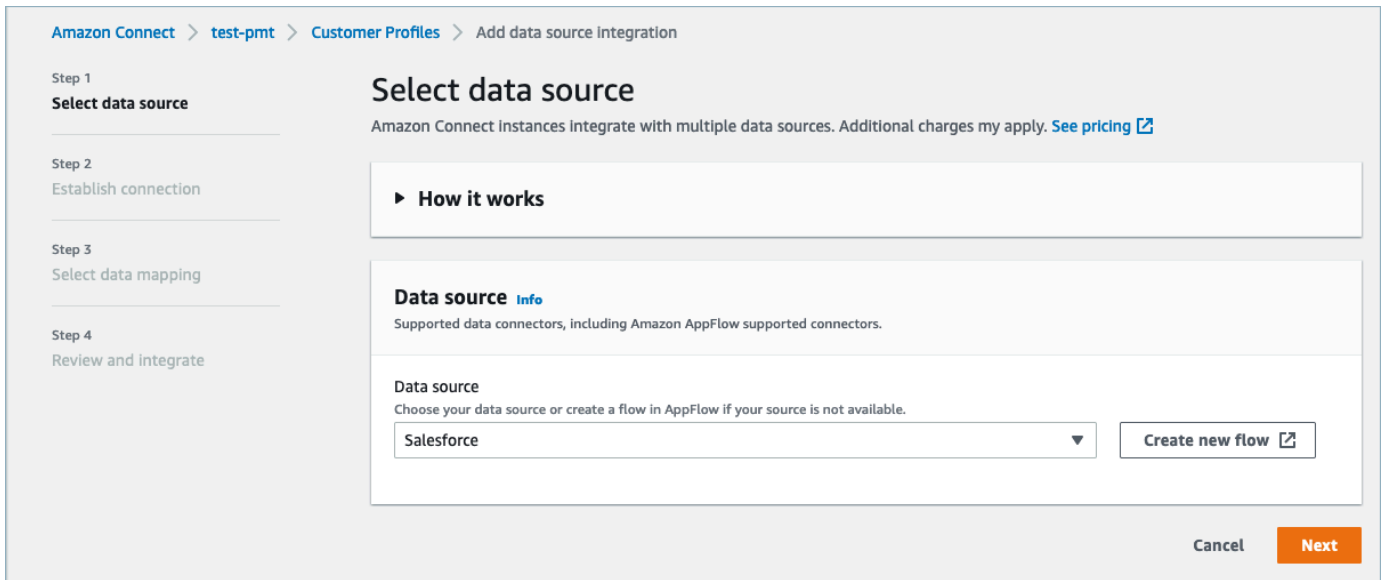 Amazon Connect > test-pmt > Customer Profiles > Add data source integration
Step 1
Select data source
Step 2
Establish connection
Step 3
Select data mapping
Step 4
Review and integrate
Select data source
Amazon Connect instances integrate with multiple data sources. Additional charges my apply. See pricing
How it works
Data source Info
Supported data connectors, including Amazon AppFlow supported connectors.
Data source
Choose your data source or create a flow in AppFlow if your source is not available.
Salesforce
Create new flow
Cancel
Next